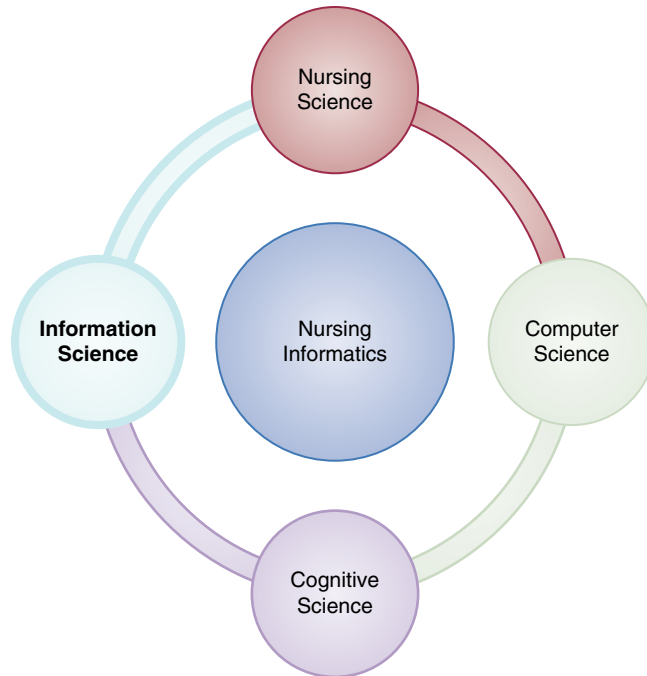 Nursing
Science
Information
Science
Nursing
Informatics
Computer
Science
Cognitive
Science